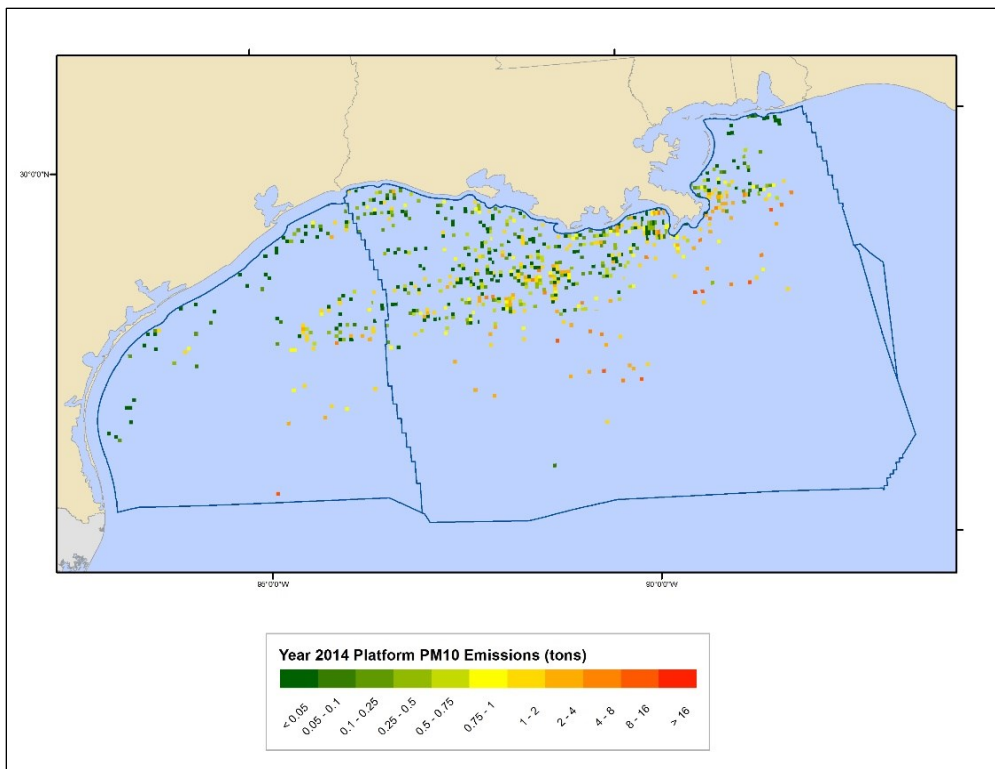 30°0'0"N
95°0'0"W
90°0'0"W
Year 2014 Platform PM10 Emissions (tons)
< 0.05
0.05 - 0.1
0.1 - 0.25
0.25 - 0.5
0.5 - 0.75
0.75 - 1
1 - 2
2 - 4
4 - 8
8 - 16
> 16